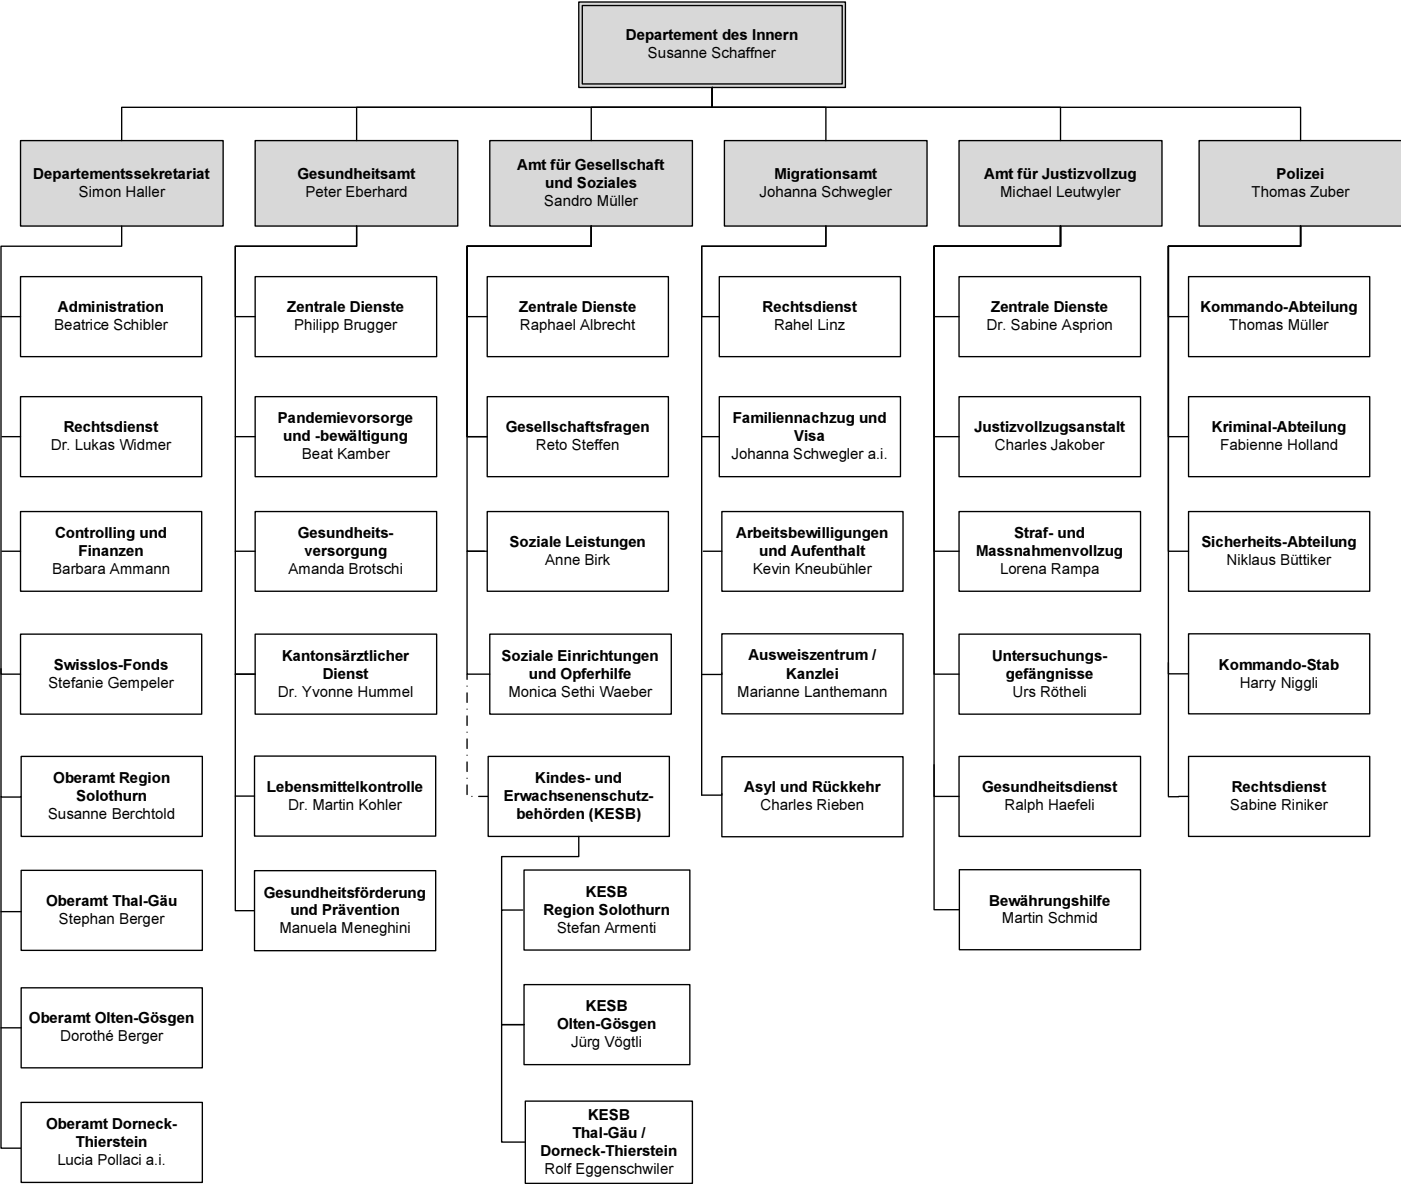 Departement des Innern
Susanne Schaffner
Departementssekretariat
Simon Haller
Gesundheitsamt
Peter Eberhard
Amt für Gesellschaft
und Soziales
Sandro Müller
Migrationsamt
Johanna Schwegler
Amt für Justizvollzug
Michael Leutwyler
Polizei
Thomas Zuber
Administration
Beatrice Schibler
Rechtsdienst
Dr. Lukas Widmer
Controlling und
Finanzen
Barbara Ammann
Swisslos-Fonds
Stefanie Gempeler
Oberamt Region
Solothurn
Susanne Berchtold
Oberamt Thal-Gäu
Stephan Berger
Oberamt Olten-Gösgen
Dorothé Berger
Oberamt Dorneck-
Thierstein
Lucia Pollaci a.i.
Zentrale Dienste
Philipp Brugger
Pandemievorsorge
und -bewältigung
Beat Kamber
Gesundheits-
versorgung
Amanda Brotschi
Kantonsärztlicher
Dienst
Dr. Yvonne Hummel
Lebensmittelkontrolle
Dr. Martin Kohler
Gesundheitsförderung
und Prävention
Manuela Meneghini
Zentrale Dienste
Raphael Albrecht
Gesellschaftsfragen
Reto Steffen
Soziale Leistungen
Anne Birk
Soziale Einrichtungen
und Opferhilfe
Monica Sethi Waeber
Kindes- und
Erwachsenenschutz-
behörden (KESB)
KESB
Region Solothurn
Stefan Armenti
KESB
Olten-Gösgen
Jürg Vögtli
KESB
Thal-Gäu /
Dorneck-Thierstein
Rolf Eggenschwiler
Rechtsdienst
Rahel Linz
Familiennachzug und
Visa
Johanna Schwegler a.i.
Arbeitsbewilligungen
und Aufenthalt
Kevin Kneubühler
Ausweiszentrum /
Kanzlei
Marianne Lanthemann
Asyl und Rückkehr
Charles Rieben
Zentrale Dienste
Dr. Sabine Asprion
Justizvollzugsanstalt
Charles Jakober
Straf- und
Massnahmenvollzug
Lorena Rampa
Untersuchungs-
gefängnisse
Urs Rötheli
Gesundheitsdienst
Ralph Haefeli
Bewährungshilfe
Martin Schmid
Kommando-Abteilung
Thomas Müller
Kriminal-Abteilung
Fabienne Holland
Sicherheits-Abteilung
Niklaus Büttiker
Kommando-Stab
Harry Niggli
Rechtsdienst
Sabine Riniker